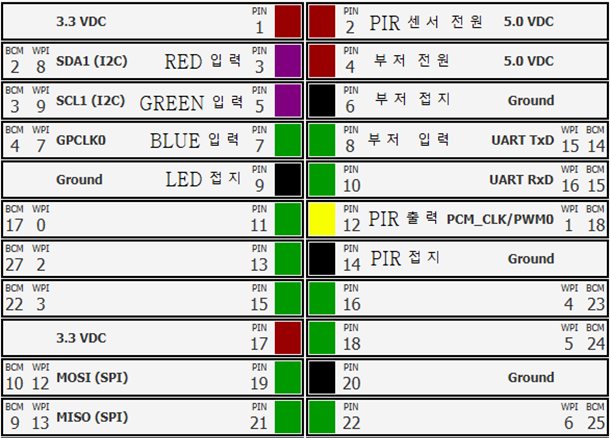 3.3 VDC PIN 1 PIN 2 PIR 센서 전원 5.0 VDC
BCM 2 WPI 8 SDA1 (I2C) RED 입력 PIN 3 PIN 4 부저 전원 5.0 VDC
BCM 3 WPI 9 SCL1 (I2C) GREEN 입력 PIN 5 PIN 6 부저 접지 Ground
BCM 4 WPI 7 GPCLK0 BLUE 입력 PIN 7 PIN 8 부저 입력 UART TxD WPI 15 BCM 14
Ground LED 접지 PIN 9 PIN 10 UART RxD WPI 16 BCM 15
BCM 17 WPI 0 PIN 11 PIN 12 PIR 출력 PCM_CLK/PWM0 WPI 1 BCM 18
BCM 27 WPI 2 PIN 13 PIN 14 PIR 접지 Ground
BCM 22 WPI 3 PIN 15 PIN 16 WPI 4 BCM 23
3.3 VDC PIN 17 PIN 18 WPI 5 BCM 24
BCM 10 WPI 12 MOSI (SPI) PIN 19 PIN 20 Ground
BCM 9 WPI 13 MISO (SPI) PIN 21 PIN 22 WPI 6 BCM 25